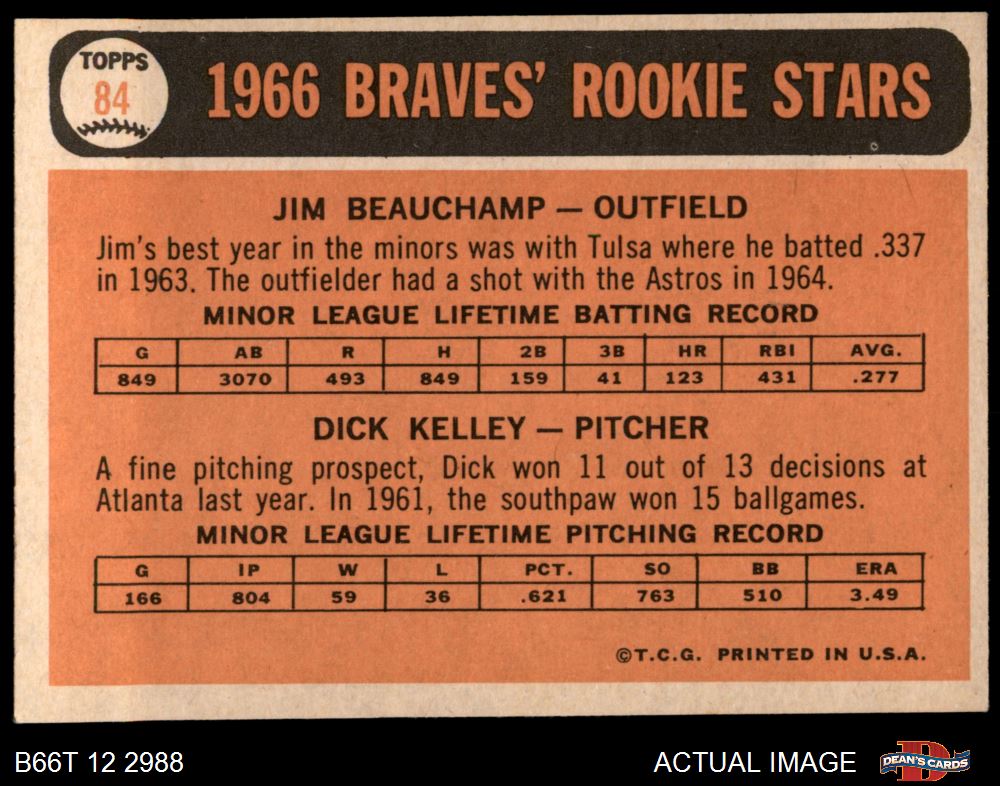 TOPPS
84
1966 BRAVES' ROOKIE STARS
JIM BEAUCHAMP — OUTFIELD
Jim's best year in the minors was with Tulsa where he batted .337
in 1963. The outfielder had a shot with the Astros in 1964.
MINOR LEAGUE LIFETIME BATTING RECORD
G AB R H 2B 3B HR RBI AVG.
849 3070 493 849 159 41 123 431 .277
DICK KELLEY — PITCHER
A fine pitching prospect, Dick won 11 out of 13 decisions at
Atlanta last year. In 1961, the southpaw won 15 ballgames.
MINOR LEAGUE LIFETIME PITCHING RECORD
G IP W L PCT. SO BB ERA
166 804 59 36 .621 763 510 3.49
©T.C.G. PRINTED IN U.S.A.
B66T 12 2988 ACTUAL IMAGE DEAN'S CARDS